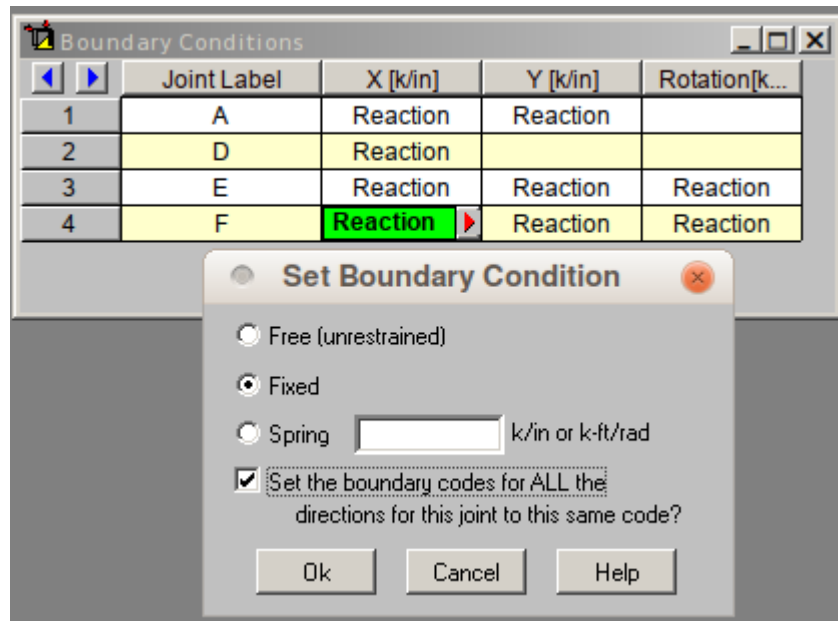 Boundary Conditions
Joint Label X [k/in] Y [k/in] Rotation[k...
1 A Reaction Reaction
2 D Reaction
3 E Reaction Reaction Reaction
4 F Reaction Reaction Reaction
Set Boundary Condition
Free (unrestrained)
Fixed
Spring k/in or k-ft/rad
Set the boundary codes for ALL the
directions for this joint to this same code?
Ok Cancel Help